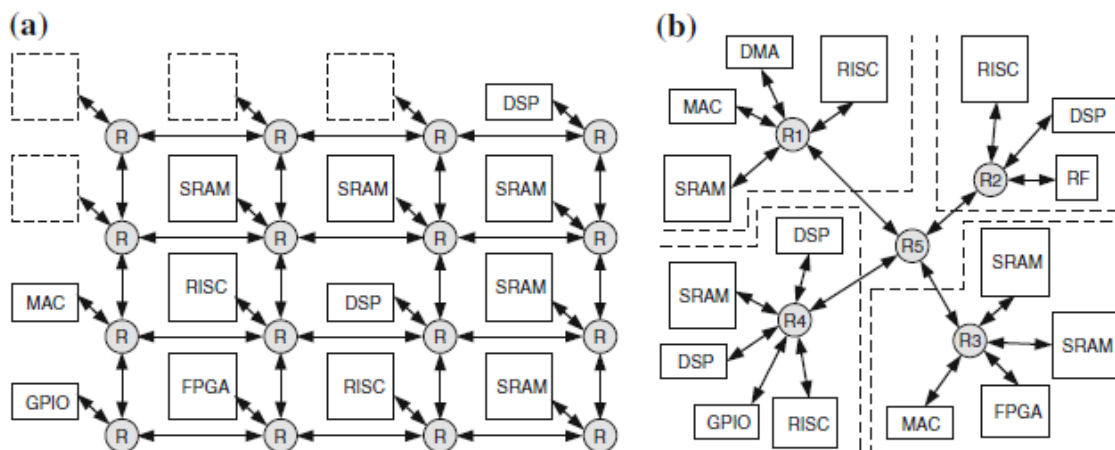 (a)
DSP
R R R R
SRAM SRAM SRAM
R R R R
MAC RISC DSP SRAM
R R R R
GPIO FPGA RISC SRAM
R R R R
(b)
DMA RISC
MAC
R1
SRAM
RISC
DSP
R2 RF
R5
DSP
SRAM
R4
DSP
GPIO RISC
SRAM
R3 SRAM
MAC FPGA